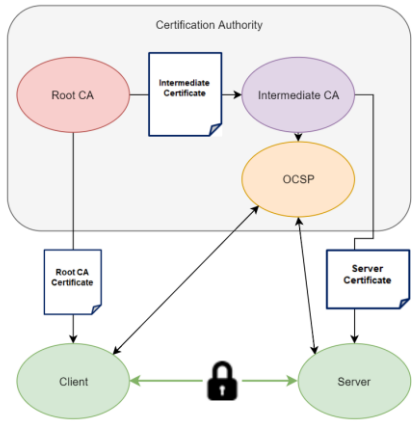 Certification Authority
Root CA
Intermediate
Certificate
Intermediate CA
OCSP
Root CA
Certificate
Server
Certificate
Client
Server